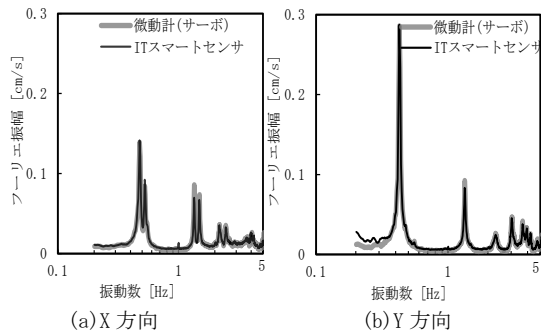 フーリエ振幅 [cm/s]
0.3
0.2
0.1
0
微動計(サーボ)
ITスマートセンサ
0.1
1
5
振動数 [Hz]
(a)X 方向
フーリエ振幅 [cm/s]
0.3
0.2
0.1
0
微動計(サーボ)
ITスマートセンサ
0.1
1
5
振動数 [Hz]
(b)Y 方向